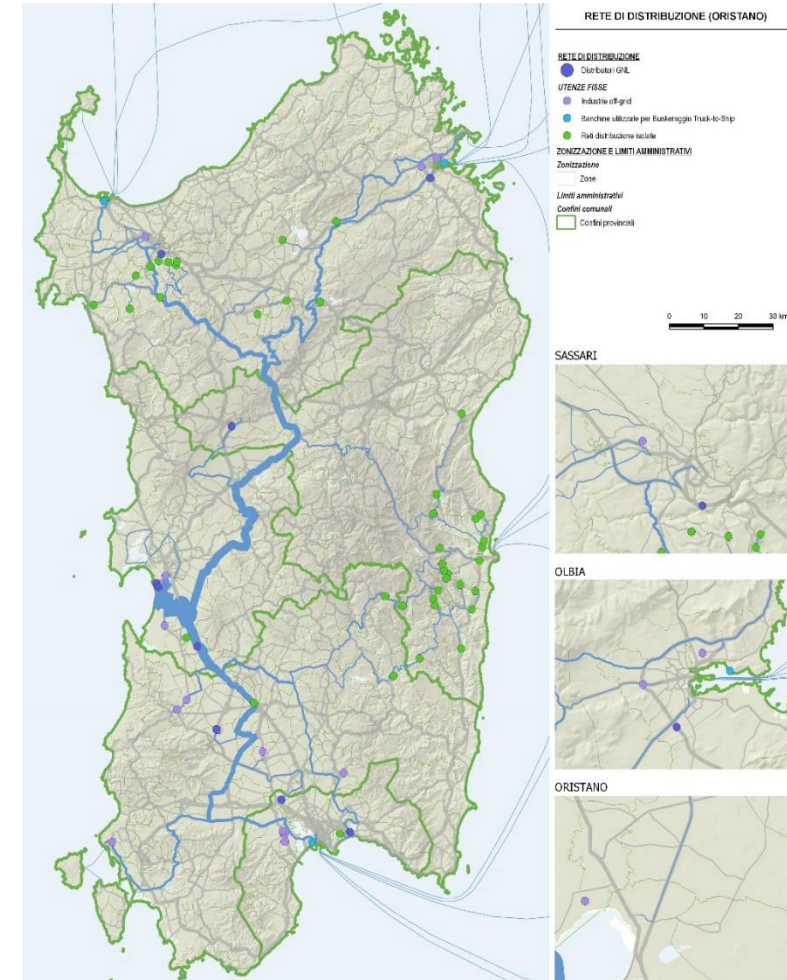 RETE DI DISTRIBUZIONE (ORISTANO)
RETE DI DISTRIBUZIONE
Distributori GNL
UTENZE FISSE
Industrie off-grid
Banchine utilizzate per Bunkeraggio Truck-to-Ship
Reti distribuzione isolate
ZONIZZAZIONE E LIMITI AMMINISTRATIVI
Zonizzazione
Zone
Limiti amministrativi
Confini comunali
Confini provinciali
0 10 20 30 km
SASSARI
OLBIA
ORISTANO